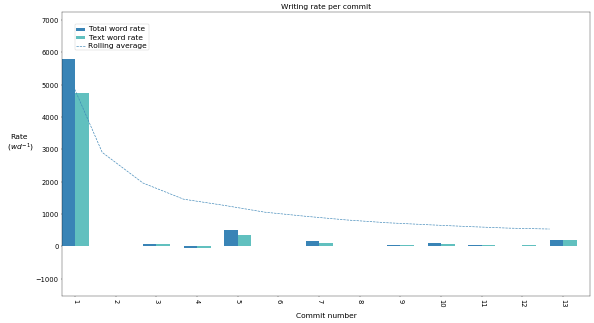 Writing rate per commit
7000
6000
5000
4000
3000
2000
1000
0
−1000
Rate
(wd⁻¹)
Total word rate
Text word rate
Rolling average
1 2 3 4 5 6 7 8 9 10 11 12 13
Commit number